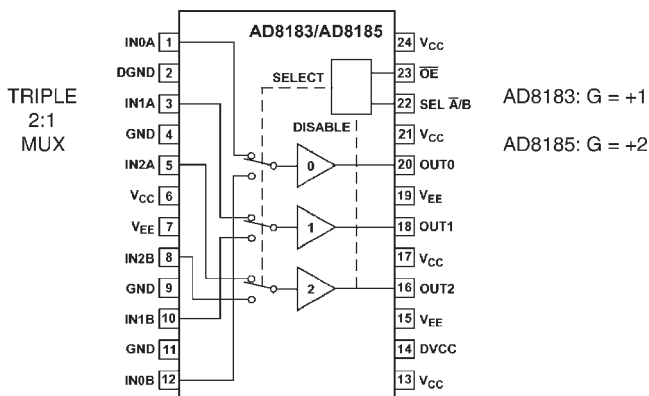 AD8183/AD8185
TRIPLE
2:1
MUX
IN0A 1
DGND 2
IN1A 3
GND 4
IN2A 5
VCC 6
VEE 7
IN2B 8
GND 9
IN1B 10
GND 11
IN0B 12
SELECT
DISABLE
0
1
2
24 VCC
23 O̅E̅
22 SEL A̅/B
21 VCC
20 OUT0
19 VEE
18 OUT1
17 VCC
16 OUT2
15 VEE
14 DVCC
13 VCC
AD8183: G = +1
AD8185: G = +2